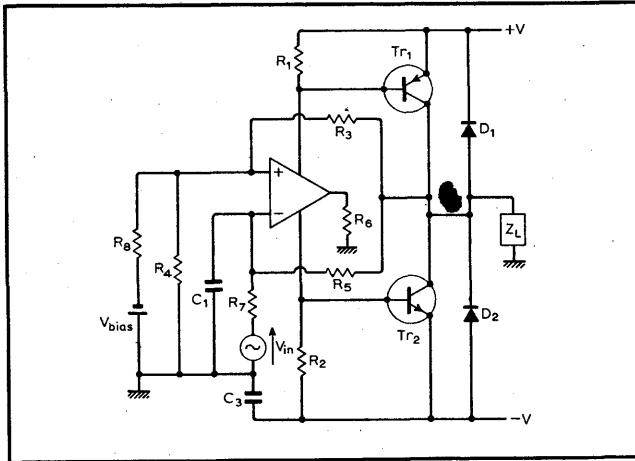 +V
Tr1
R1
R3
D1
+
−
R6
ZL
R8
R4
C1
R5
R7
Vbias
Vin
R2
Tr2
D2
C3
−V